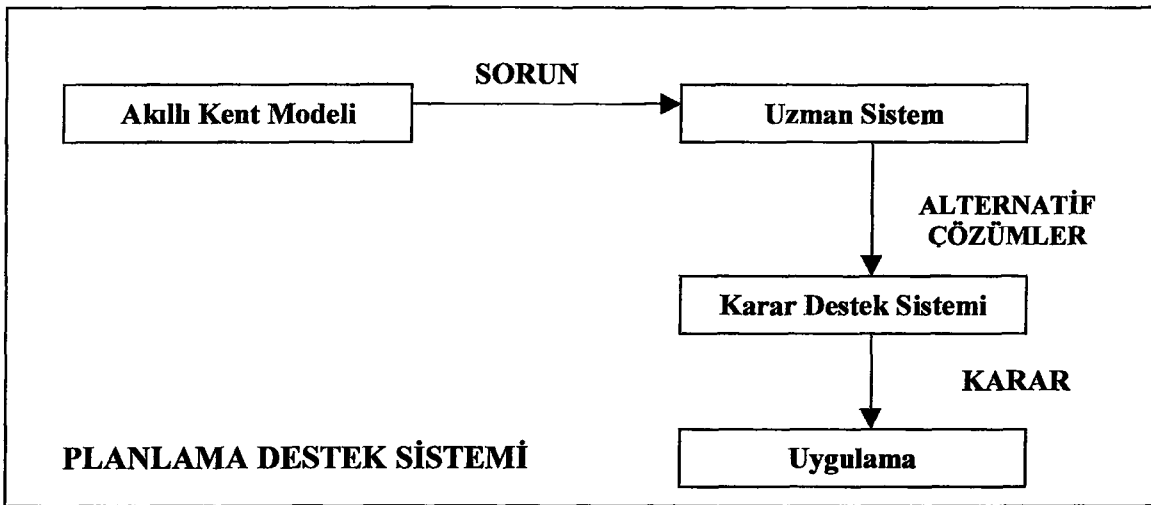 SORUN
Akıllı Kent Modeli
Uzman Sistem
ALTERNATİF
ÇÖZÜMLER
Karar Destek Sistemi
KARAR
PLANLAMA DESTEK SİSTEMİ
Uygulama